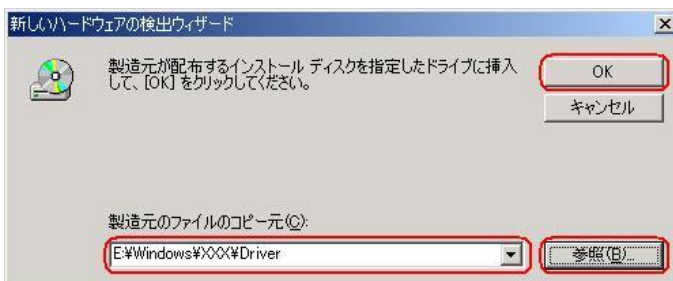 新しいハードウェアの検出ウィザード
製造元が配布するインストール ディスクを指定したドライブに挿入
して、[OK] をクリックしてください。
OK
キャンセル
製造元のファイルのコピー元(C):
E:¥Windows¥XXX¥Driver
参照(B)...